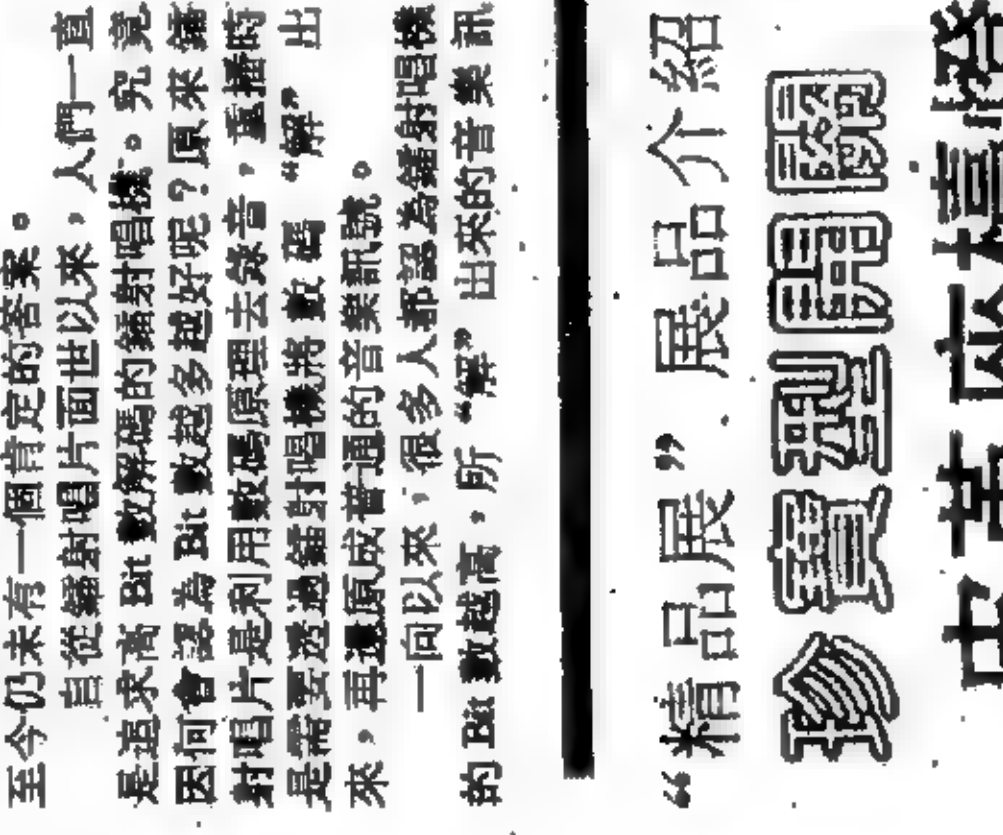 至今仍未有一個肯定的答案。
自從鐳射唱片面世以來,人們一直
是追求高 Bit 數解碼的鐳射唱機。究竟
因何會認為 Bit 數越多越好呢?原來鐳
射唱片是利用數碼原理去錄音,重播時
是需要透過鐳射唱機將數碼“解”出
來,再還原成普通的音樂訊號。
一向以來,很多人都認為鐳射唱機
的 Bit 數越高,所“解”出來的音樂訊
“精品展”展品介紹
珍寶型開關